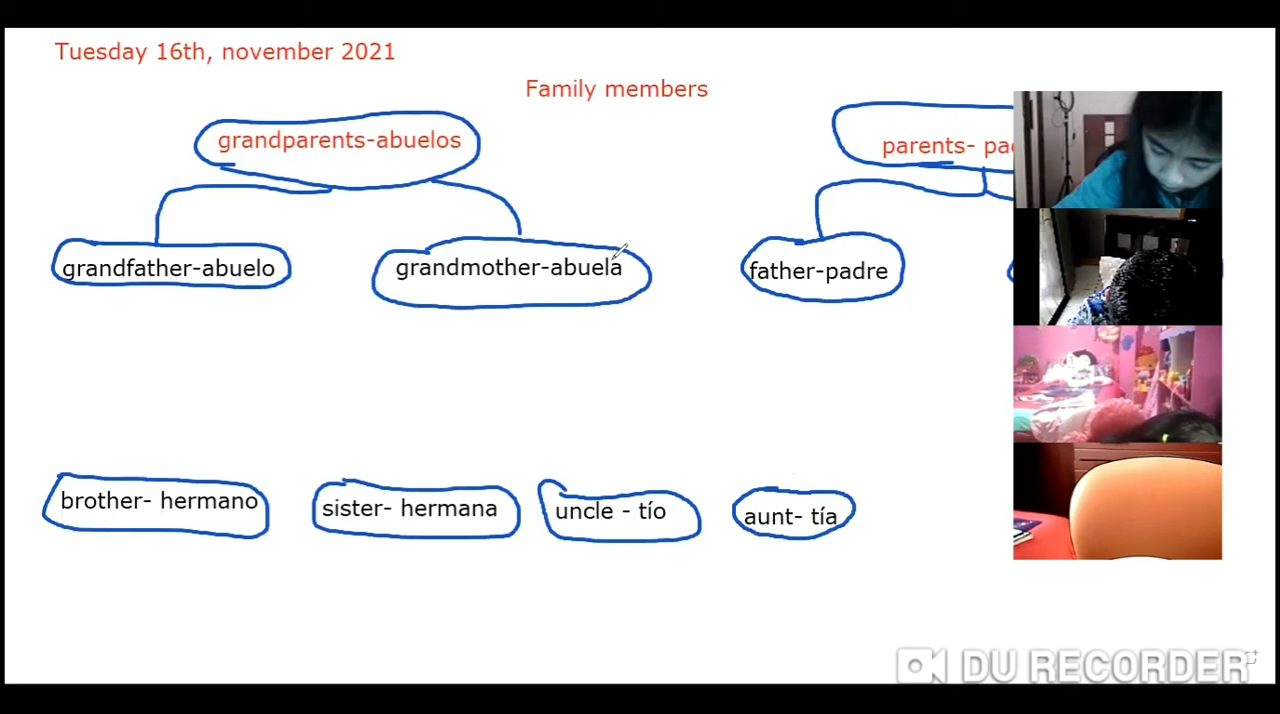 Tuesday 16th, november 2021
Family members
grandparents-abuelos
parents-
grandfather-abuelo
grandmother-abuela
father-padre
brother- hermano
sister- hermana
uncle - tío
aunt- tía
DU RECORDER